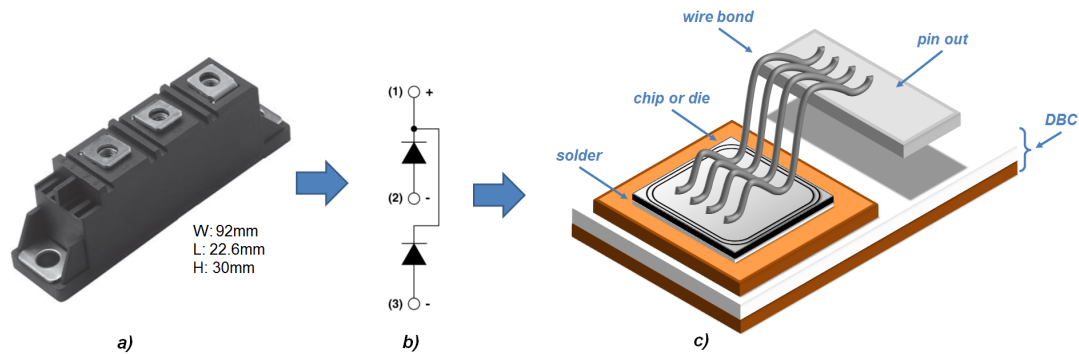 W: 92mm
L: 22.6mm
H: 30mm
a)
(1)
+
(2)
-
(3)
-
b)
wire bond
pin out
chip or die
DBC
solder
c)